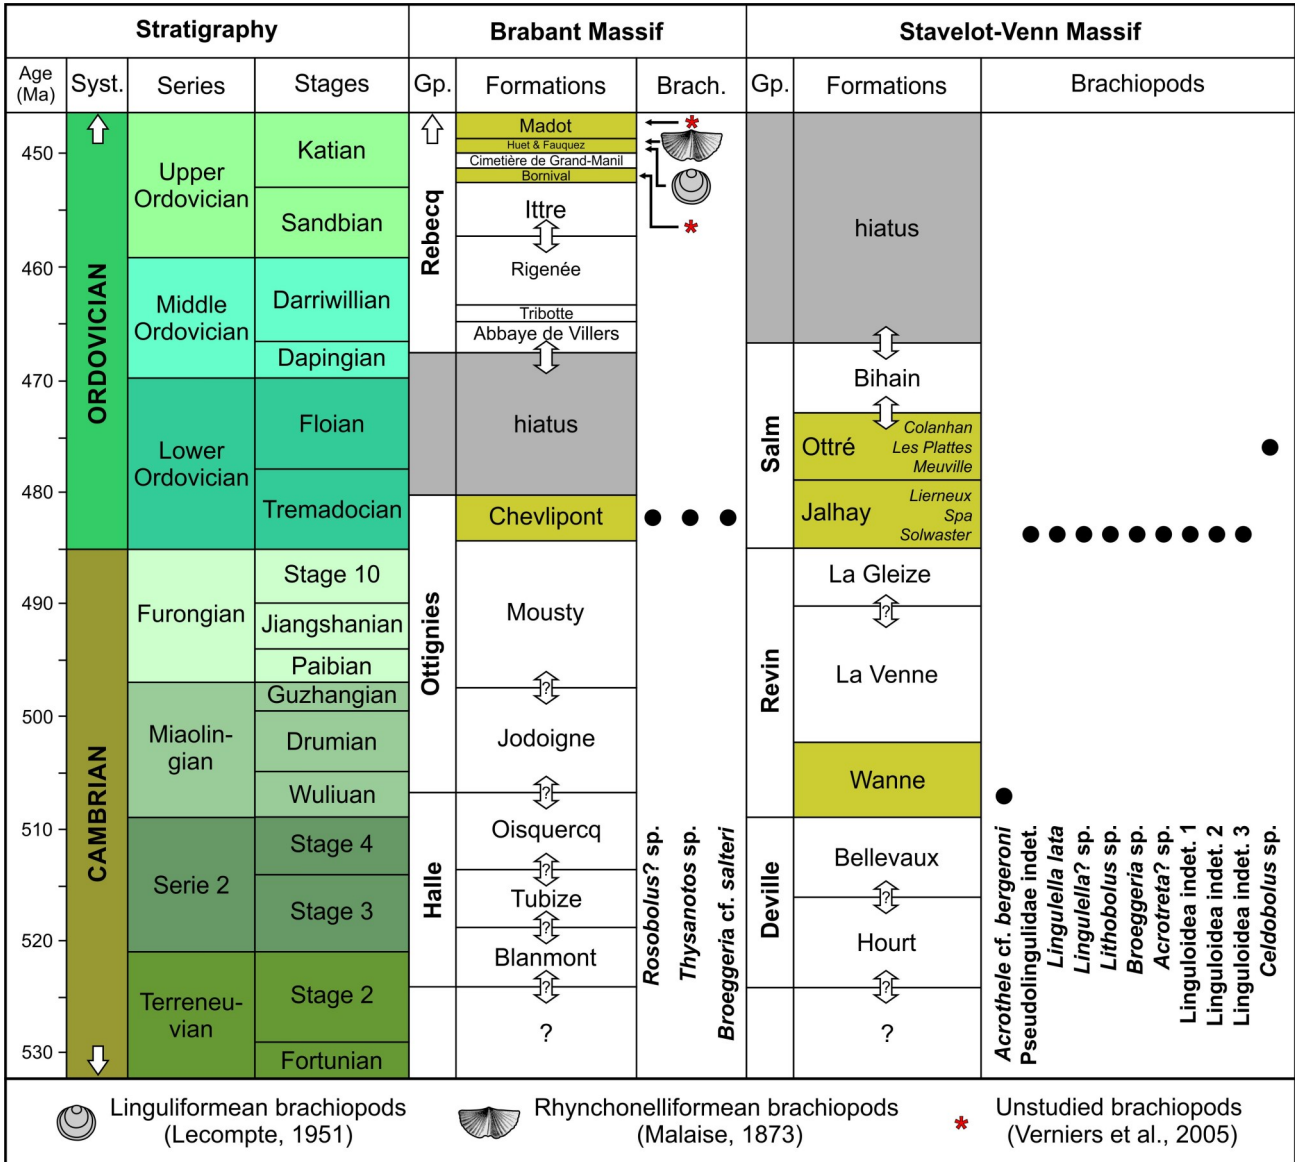 Stratigraphy
Brabant Massif
Stavelot-Venn Massif
Age
(Ma)
Syst.
Series
Stages
Gp.
Formations
Brach.
Gp.
Formations
Brachiopods
450
460
470
480
490
500
510
520
530
ORDOVICIAN
CAMBRIAN
Upper
Ordovician
Middle
Ordovician
Lower
Ordovician
Furongian
Miaolin-
gian
Serie 2
Terreneu-
vian
Katian
Sandbian
Darriwillian
Dapingian
Floian
Tremadocian
Stage 10
Jiangshanian
Paibian
Guzhangian
Drumian
Wuliuan
Stage 4
Stage 3
Stage 2
Fortunian
Rebecq
Ottignies
Halle
Madot
Huet & Fauquez
Cimetière de Grand-Manil
Bornival
Ittre
Rigenée
Tribotte
Abbaye de Villers
hiatus
Chevlipont
Mousty
?
Jodoigne
?
Oisquercq
?
Tubize
?
Blanmont
?
?
*
*
Rosobolus? sp.
Thysanotos sp.
Broeggeria cf. salteri
Salm
Revin
Deville
hiatus
Bihain
Ottré
Colanhan
Les Plattes
Meuville
Jalhay
Lierneux
Spa
Solwaster
La Gleize
?
La Venne
Wanne
Bellevaux
?
Hourt
?
?
Acrothele cf. bergeroni
Pseudolingulidae indet.
Lingulella lata
Lingulella? sp.
Lithobolus sp.
Broeggeria sp.
Acrotreta? sp.
Linguloidea indet. 1
Linguloidea indet. 2
Linguloidea indet. 3
Celdobolus sp.
Linguliformean brachiopods
(Lecompte, 1951)
Rhynchonelliformean brachiopods
(Malaise, 1873)
* Unstudied brachiopods
(Verniers et al., 2005)